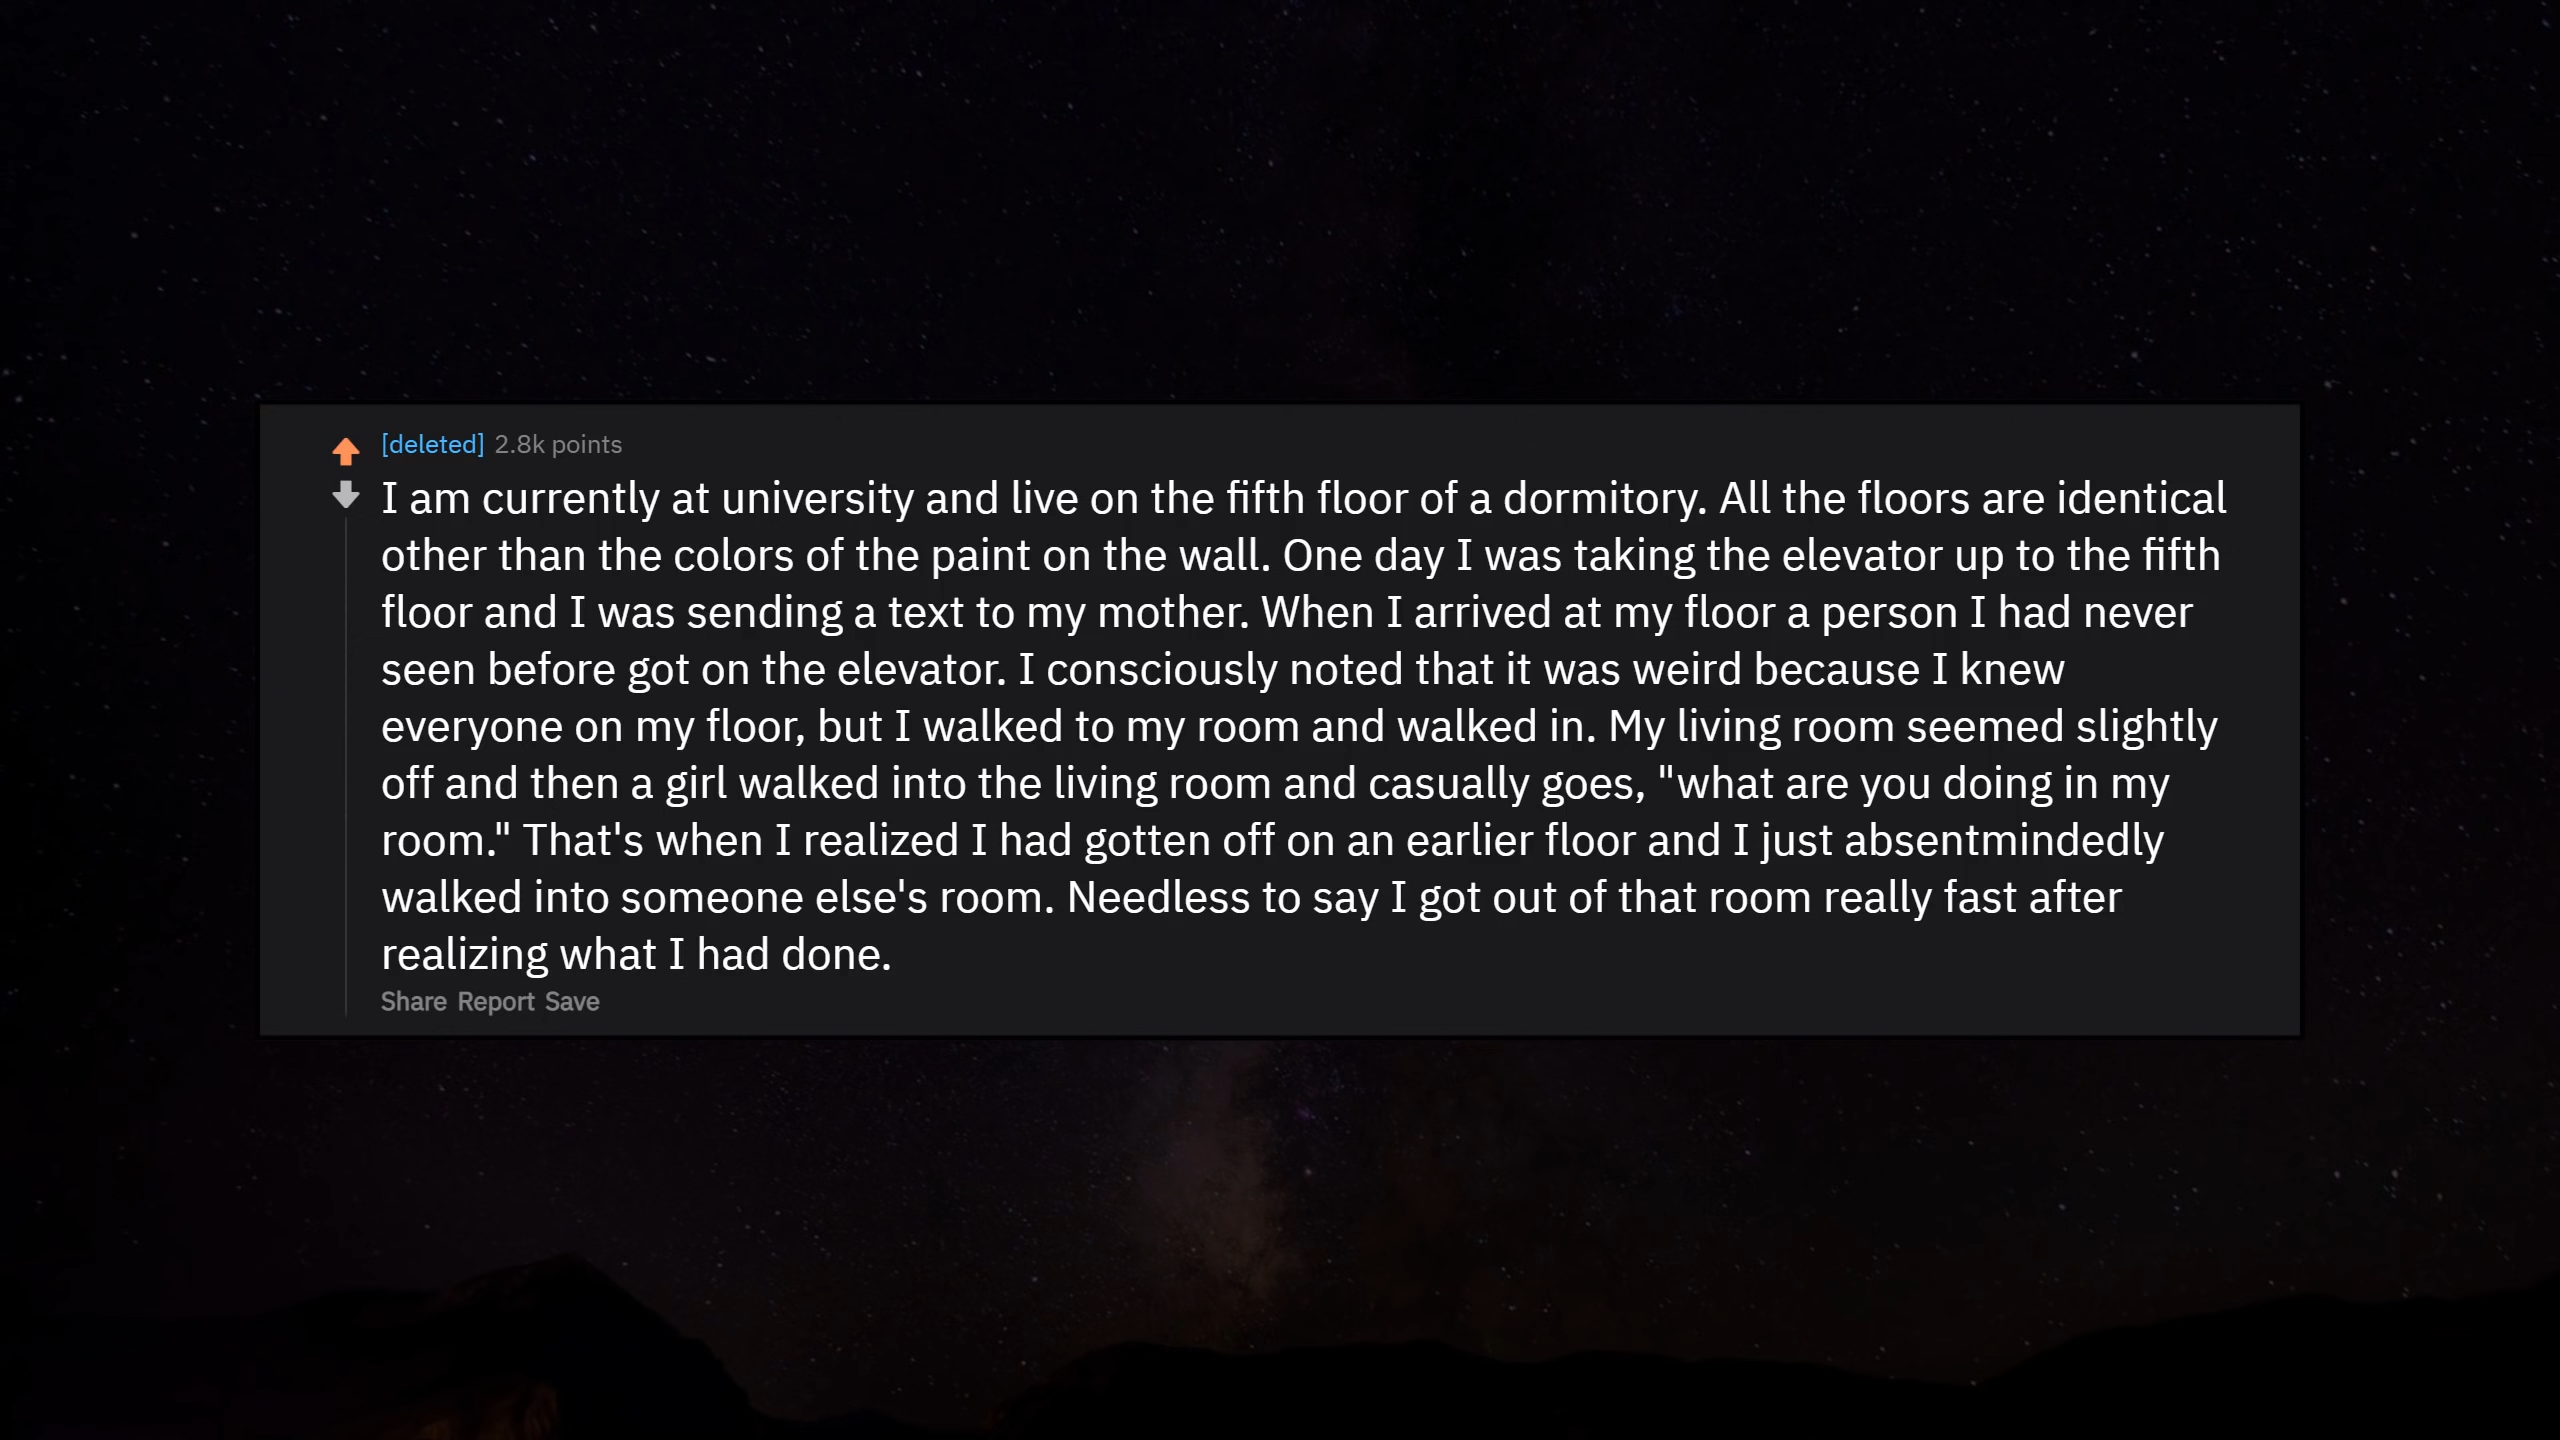 [deleted] 2.8k points
I am currently at university and live on the fifth floor of a dormitory. All the floors are identical
other than the colors of the paint on the wall. One day I was taking the elevator up to the fifth
floor and I was sending a text to my mother. When I arrived at my floor a person I had never
seen before got on the elevator. I consciously noted that it was weird because I knew
everyone on my floor, but I walked to my room and walked in. My living room seemed slightly
off and then a girl walked into the living room and casually goes, "what are you doing in my
room." That's when I realized I had gotten off on an earlier floor and I just absentmindedly
walked into someone else's room. Needless to say I got out of that room really fast after
realizing what I had done.
Share Report Save